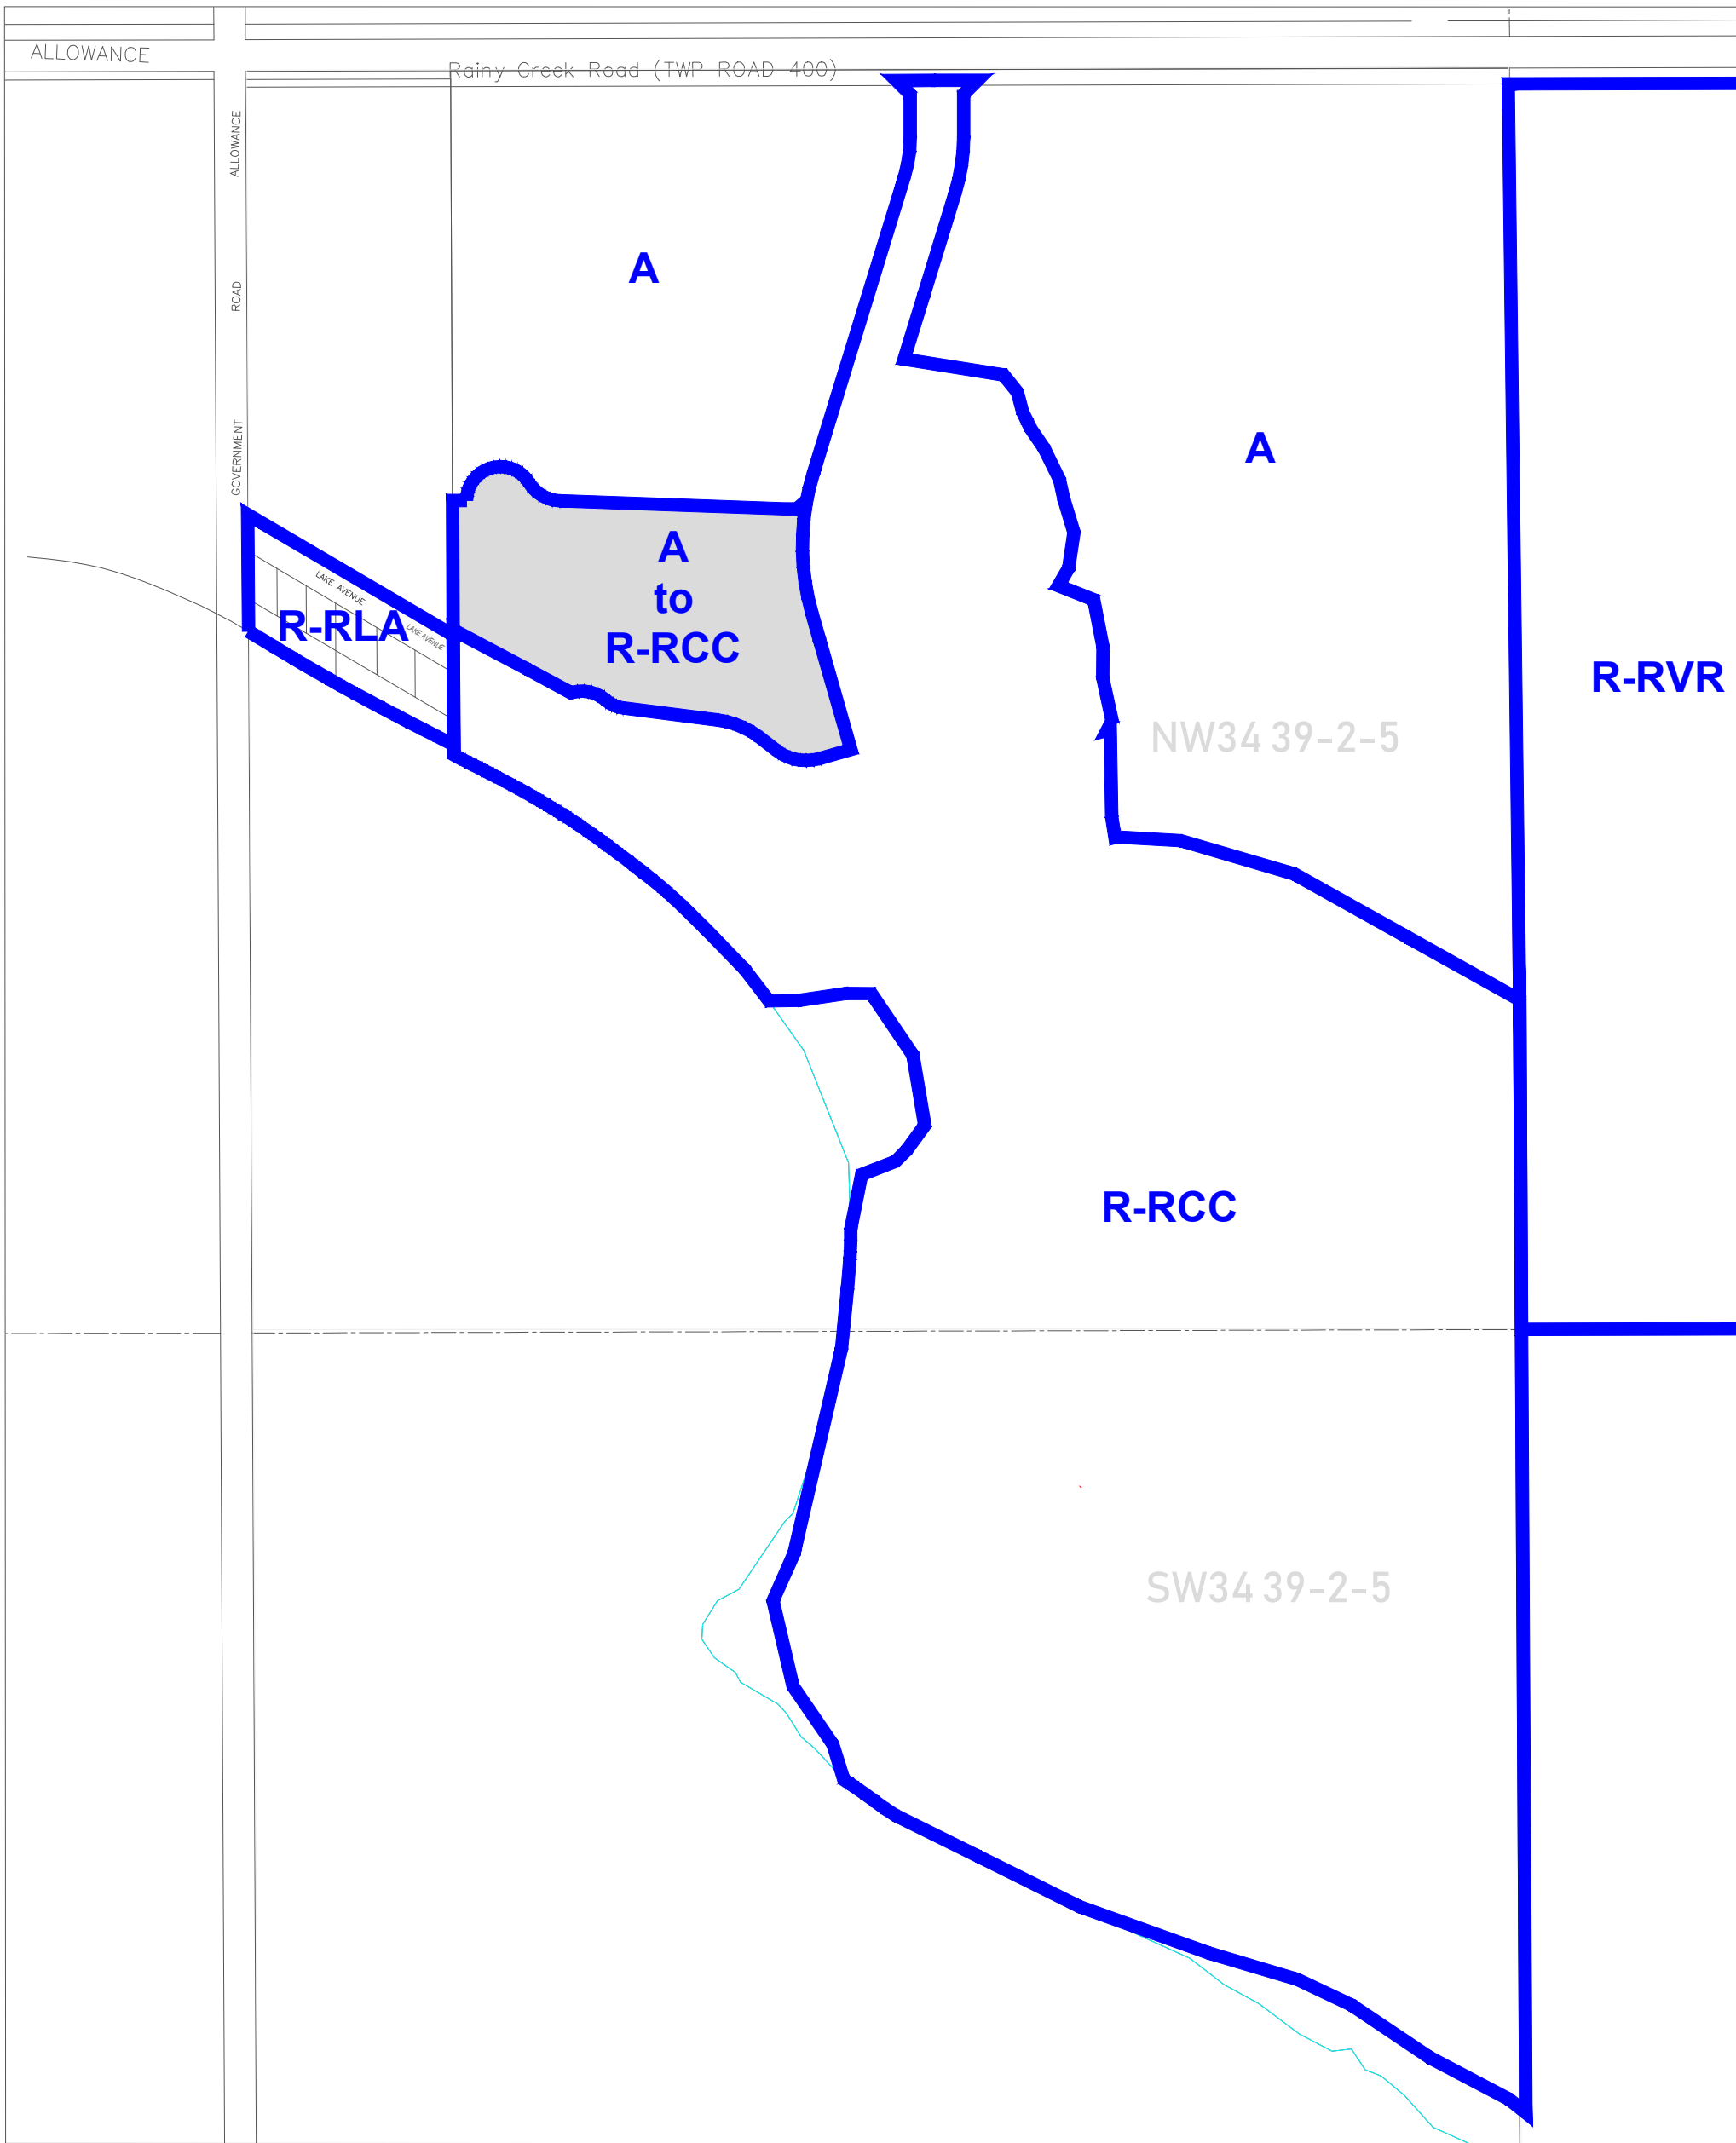 ALLOWANCE
Rainy Creek Road (TWP ROAD 400)
GOVERNMENT ROAD ALLOWANCE
A
A
A
to
R-RCC
LAKE AVENUE
LAKE AVENUE
R-RLA
R-RVR
NW34 39-2-5
R-RCC
SW34 39-2-5